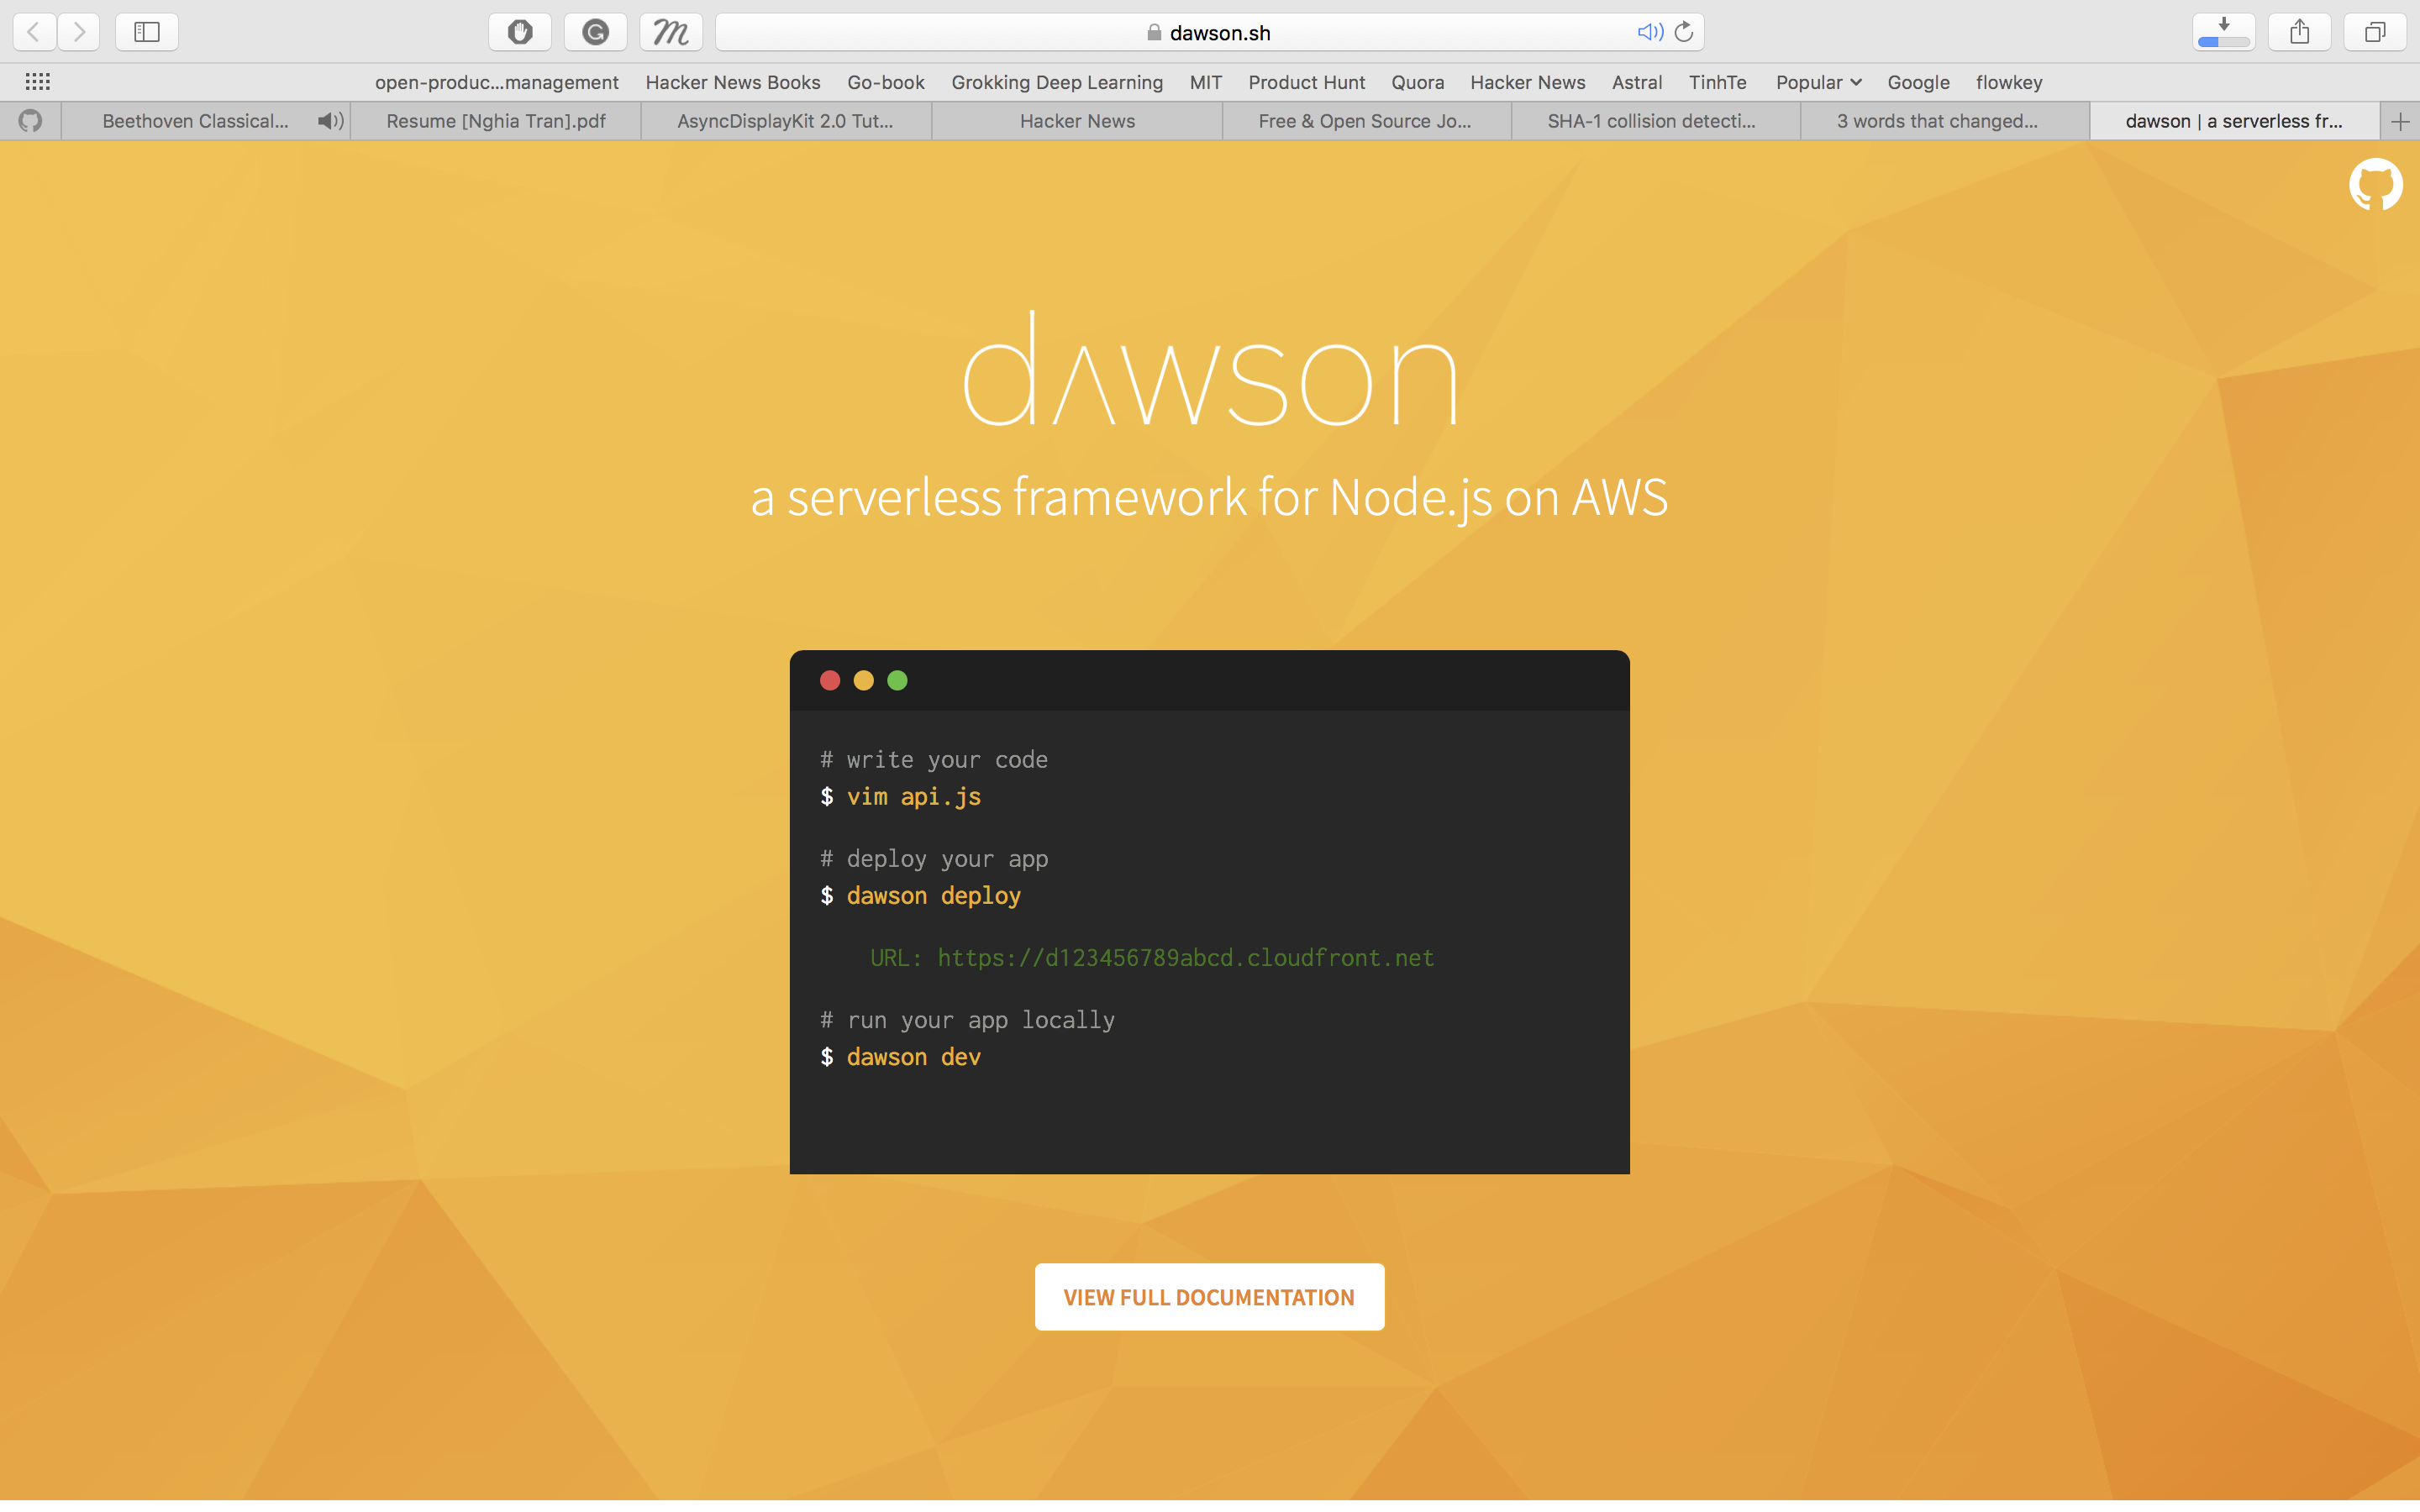 dawson.sh
open-produc...management Hacker News Books Go-book Grokking Deep Learning MIT Product Hunt Quora Hacker News Astral TinhTe Popular Google flowkey
Beethoven Classical... Resume [Nghia Tran].pdf AsyncDisplayKit 2.0 Tut... Hacker News Free & Open Source Jo... SHA-1 collision detecti... 3 words that changed... dawson | a serverless fr...
dʌwson
a serverless framework for Node.js on AWS
# write your code
$ vim api.js
# deploy your app
$ dawson deploy
URL: https://d123456789abcd.cloudfront.net
# run your app locally
$ dawson dev
VIEW FULL DOCUMENTATION